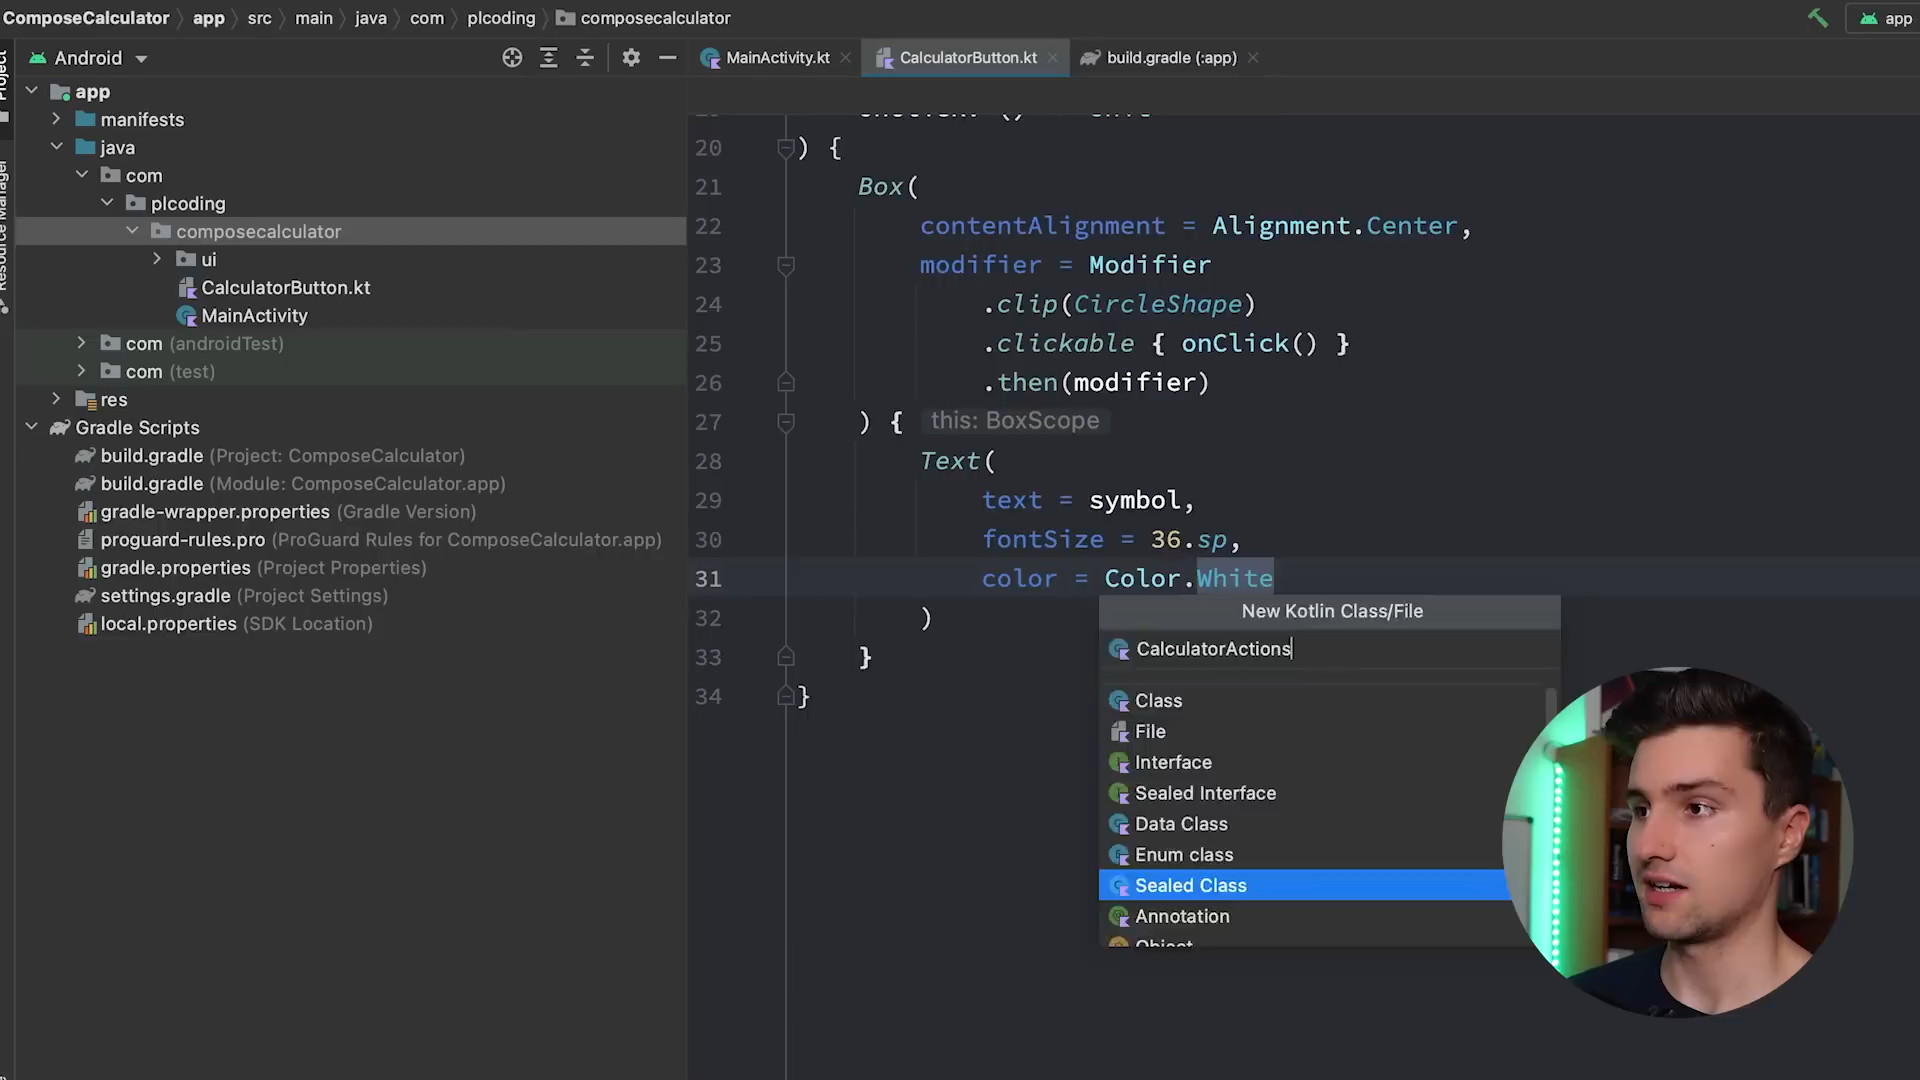 ComposeCalculator
app
src
main
java
com
plcoding
composecalculator
app
Project
Resource Manager
Android
MainActivity.kt
CalculatorButton.kt
build.gradle (:app)
app
manifests
java
com
plcoding
composecalculator
ui
CalculatorButton.kt
MainActivity
com (androidTest)
com (test)
res
Gradle Scripts
build.gradle (Project: ComposeCalculator)
build.gradle (Module: ComposeCalculator.app)
gradle-wrapper.properties (Gradle Version)
proguard-rules.pro (ProGuard Rules for ComposeCalculator.app)
gradle.properties (Project Properties)
settings.gradle (Project Settings)
local.properties (SDK Location)
20 ) {
21 Box(
22 contentAlignment = Alignment.Center,
23 modifier = Modifier
24 .clip(CircleShape)
25 .clickable { onClick() }
26 .then(modifier)
27 ) { this: BoxScope
28 Text(
29 text = symbol,
30 fontSize = 36.sp,
31 color = Color.White
32 )
33 }
34 }
New Kotlin Class/File
CalculatorActions
Class
File
Interface
Sealed Interface
Data Class
Enum class
Sealed Class
Annotation
Object